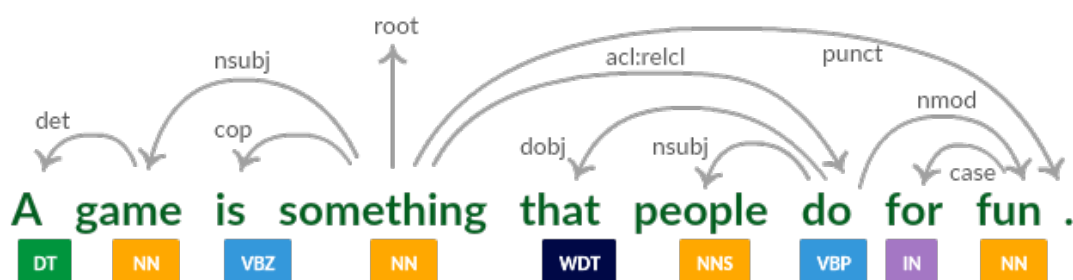 root
nsubj
acl:relcl
punct
det
cop
dobj
nsubj
nmod
case
A game is something that people do for fun .
DT NN VBZ NN WDT NNS VBP IN NN